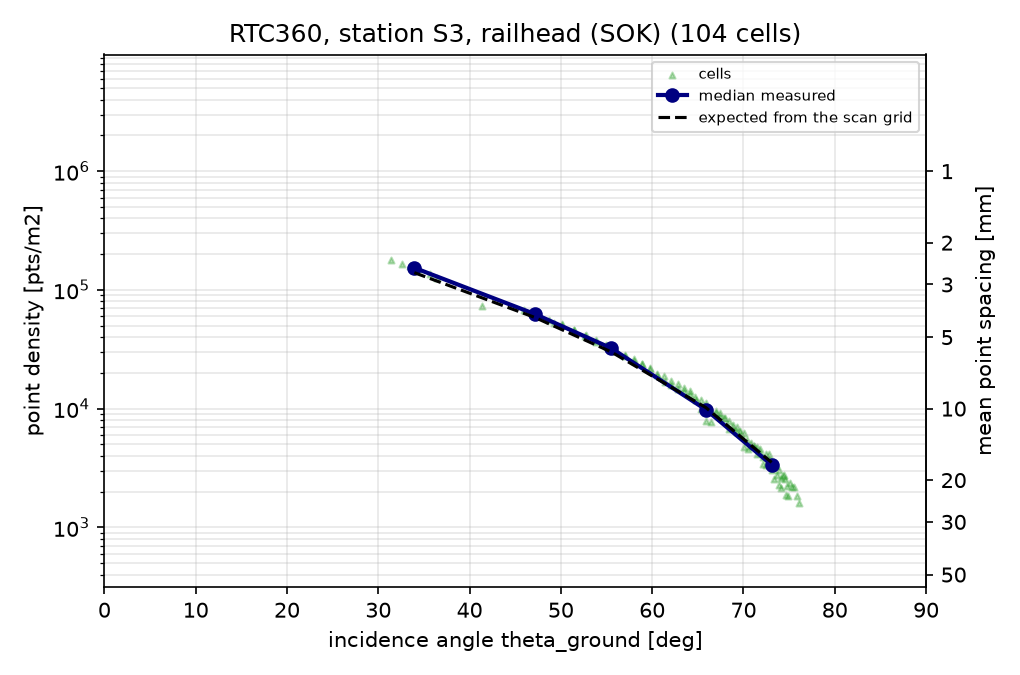 RTC360, station S3, railhead (SOK) (104 cells)
cells
median measured
expected from the scan grid
point density [pts/m2]
10^6
10^5
10^4
10^3
1
2
3
5
10
20
30
50
mean point spacing [mm]
0 10 20 30 40 50 60 70 80 90
incidence angle theta_ground [deg]